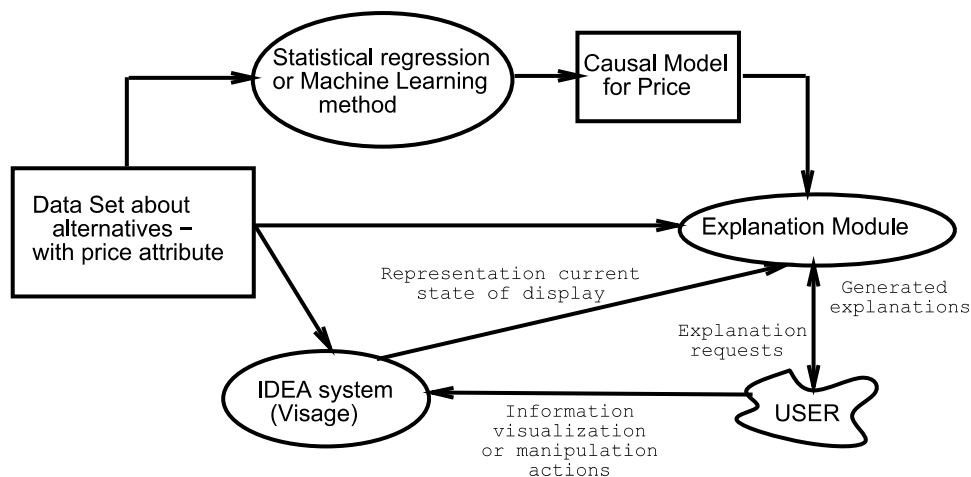 Statistical regression
or Machine Learning
method
Causal Model
for Price
Data Set about
alternatives −
with price attribute
Explanation Module
Representation current
state of display
Generated
explanations
Explanation
requests
IDEA system
(Visage)
Information
visualization
or manipulation
actions
USER